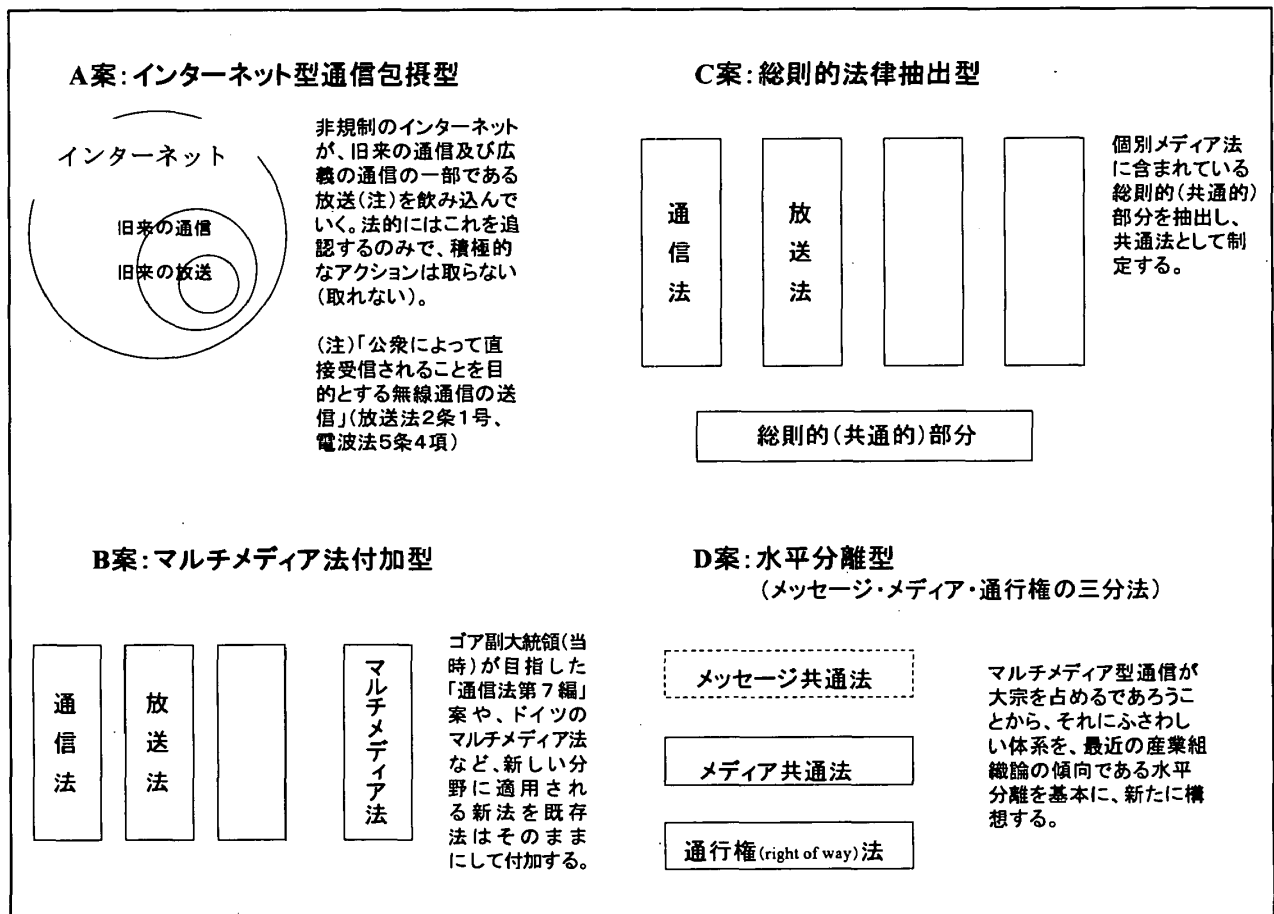 A案:インターネット型通信包摂型
インターネット
旧来の通信
旧来の放送
非規制のインターネット
が、旧来の通信及び広
義の通信の一部である
放送(注)を飲み込んで
いく。法的にはこれを追
認するのみで、積極的
なアクションは取らない
(取れない)。
(注)「公衆によって直
接受信されることを目
的とする無線通信の送
信」(放送法2条1号、
電波法5条4項)
C案:総則的法律抽出型
通信法
放送法
総則的(共通的)部分
個別メディア法
に含まれている
総則的(共通的)
部分を抽出し、
共通法として制
定する。
B案:マルチメディア法付加型
通信法
放送法
マルチメディア法
ゴア副大統領(当
時)が目指した
「通信法第7編」
案や、ドイツの
マルチメディア法
など、新しい分
野に適用され
る新法を既存
法はそのまま
にして付加する。
D案:水平分離型
(メッセージ・メディア・通行権の三分法)
メッセージ共通法
メディア共通法
通行権(right of way)法
マルチメディア型通信が
大宗を占めるであろうこ
とから、それにふさわし
い体系を、最近の産業組
織論の傾向である水平
分離を基本に、新たに構
想する。